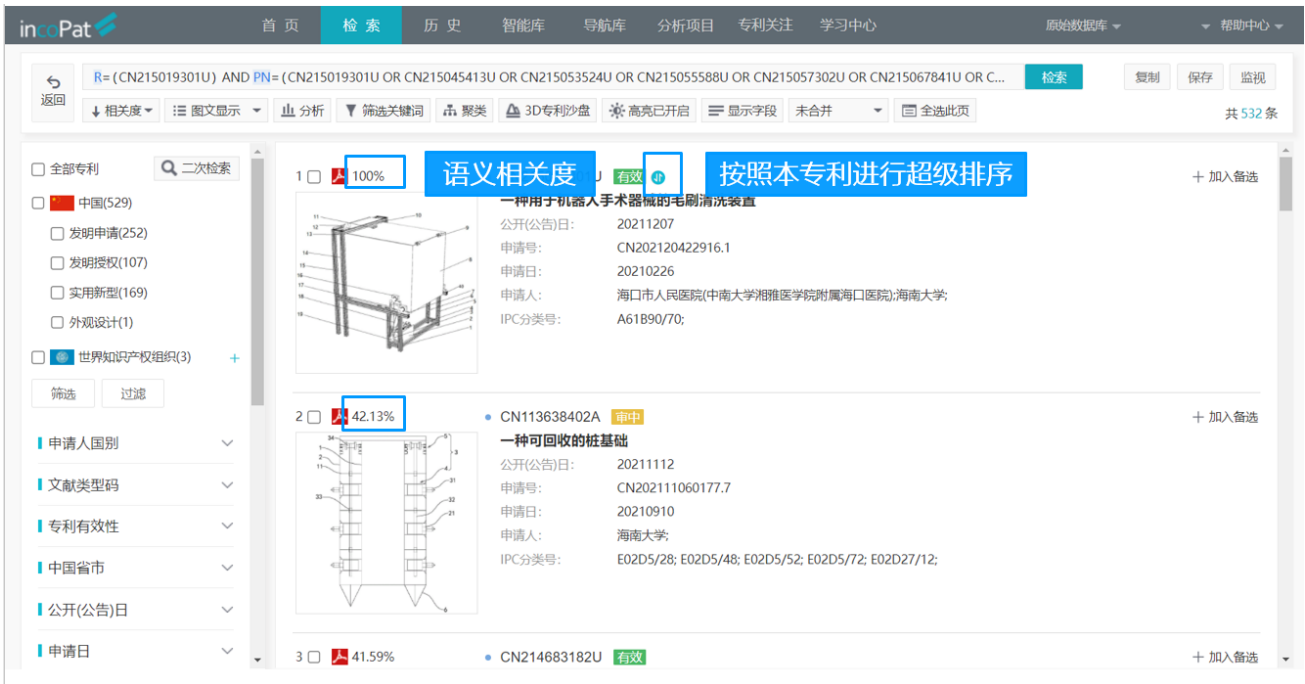 incoPat 首 页 检 索 历 史 智能库 导航库 分析项目 专利关注 学习中心 原始数据库 帮助中心
返回 R=(CN215019301U) AND PN=(CN215019301U OR CN215045413U OR CN215053524U OR CN215055588U OR CN215057302U OR CN215067841U OR C... 检索 复制 保存 监视
相关度 图文显示 分析 筛选关键词 聚类 3D专利沙盘 高亮已开启 显示字段 未合并 全选此页 共 532 条
全部专利 二次检索
中国(529)
发明申请(252)
发明授权(107)
实用新型(169)
外观设计(1)
世界知识产权组织(3) +
筛选 过滤
申请人国别
文献类型码
专利有效性
中国省市
公开(公告)日
申请日
1 100% 语义相关度 U 有效 按照本专利进行超级排序 + 加入备选
一种用于机器人手术器械的毛刷清洗装置
公开(公告)日: 20211207
申请号: CN202120422916.1
申请日: 20210226
申请人: 海口市人民医院(中南大学湘雅医学院附属海口医院);海南大学;
IPC分类号: A61B90/70;
2 42.13% CN113638402A 审中 + 加入备选
一种可回收的桩基础
公开(公告)日: 20211112
申请号: CN202111060177.7
申请日: 20210910
申请人: 海南大学;
IPC分类号: E02D5/28; E02D5/48; E02D5/52; E02D5/72; E02D27/12;
3 41.59% CN214683182U 有效 + 加入备选